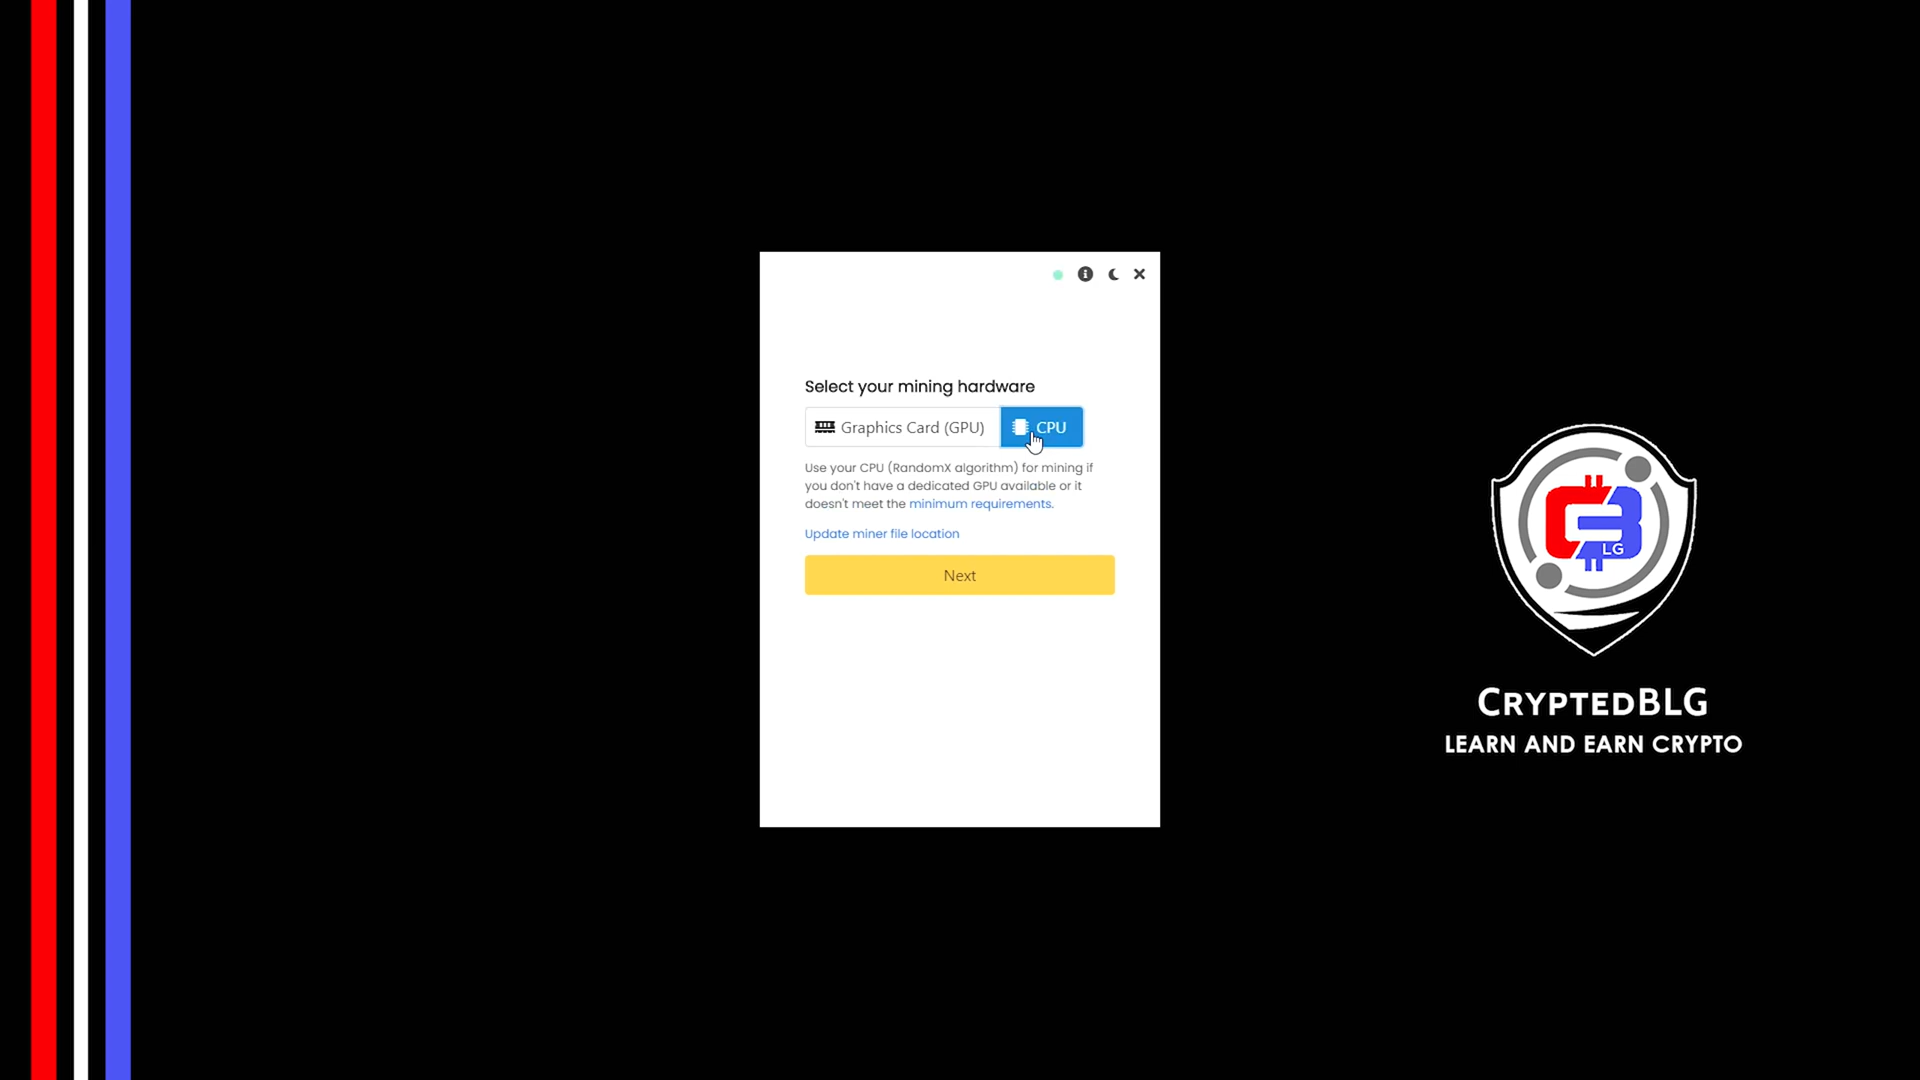 Select your mining hardware
Graphics Card (GPU)
CPU
Use your CPU (RandomX algorithm) for mining if
you don't have a dedicated GPU available or it
doesn't meet the minimum requirements.
Update miner file location
Next
LG
CRYPTEDBLG
LEARN AND EARN CRYPTO